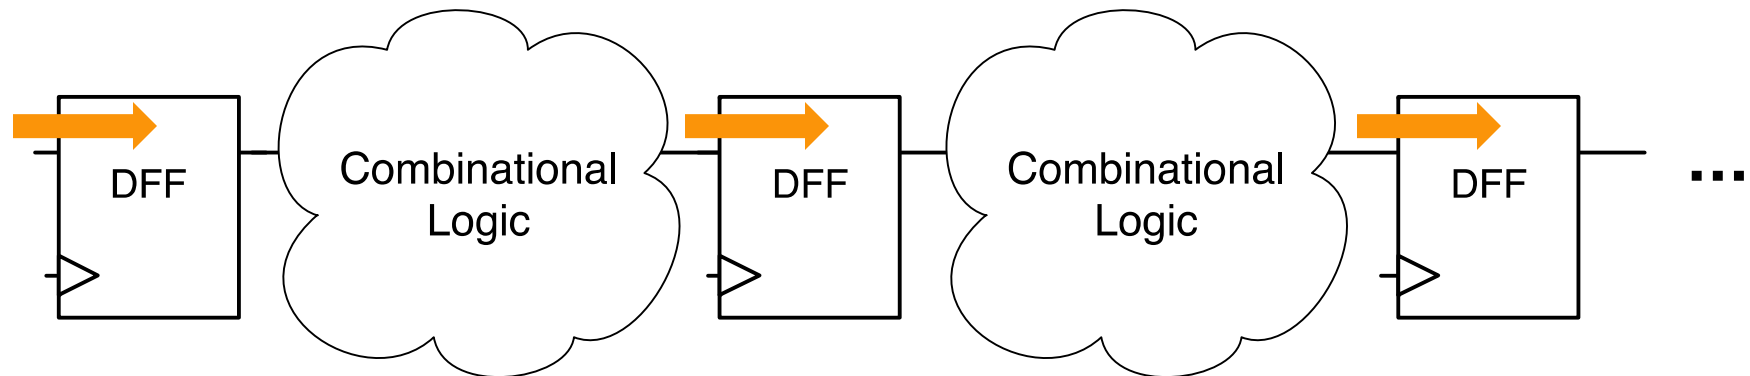 DFF
Combinational
Logic
DFF
Combinational
Logic
DFF
...